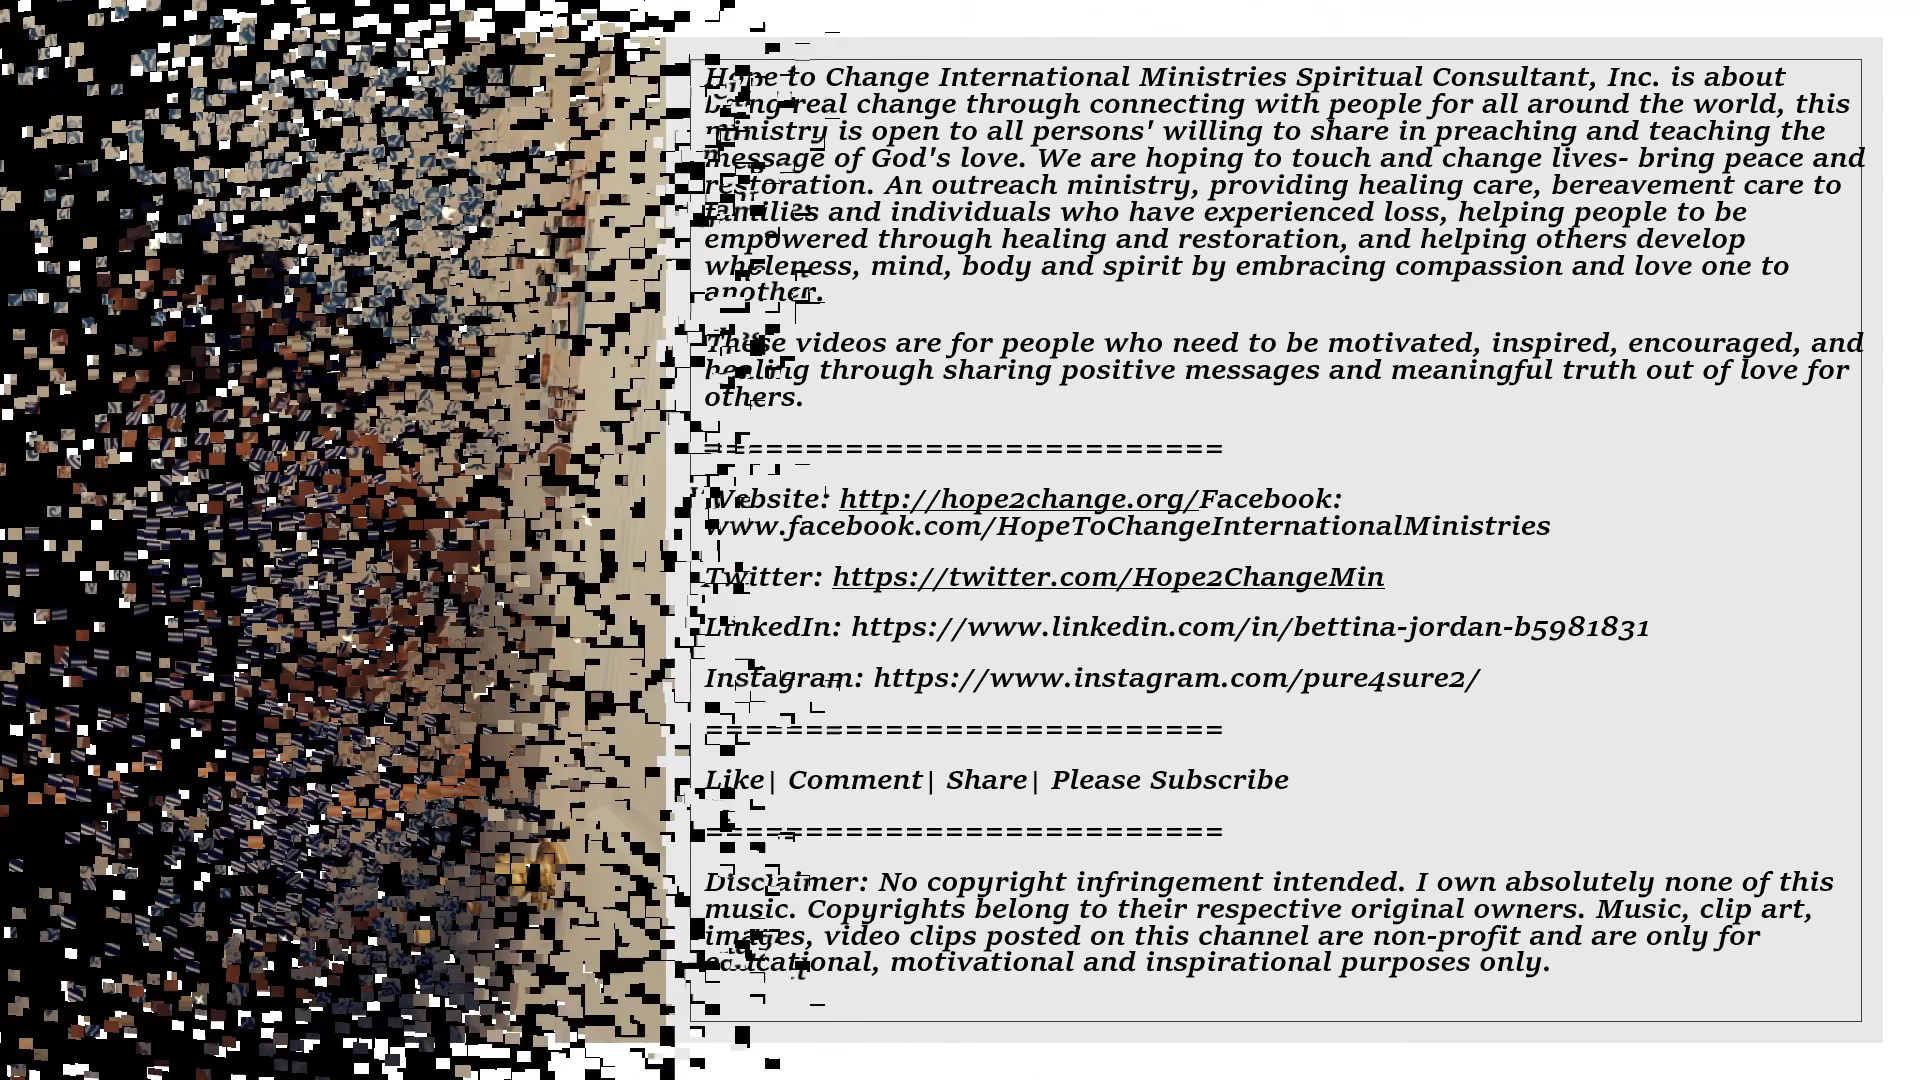 Hope to Change International Ministries Spiritual Consultant, Inc. is about
bring real change through connecting with people for all around the world, this
ministry is open to all persons' willing to share in preaching and teaching the
message of God's love. We are hoping to touch and change lives- bring peace and
restoration. An outreach ministry, providing healing care, bereavement care to
families and individuals who have experienced loss, helping people to be
empowered through healing and restoration, and helping others develop
wholeness, mind, body and spirit by embracing compassion and love one to
another.
These videos are for people who need to be motivated, inspired, encouraged, and
healing through sharing positive messages and meaningful truth out of love for
others.
==========================
Website: http://hope2change.org/Facebook:
www.facebook.com/HopeToChangeInternationalMinistries
Twitter: https://twitter.com/Hope2ChangeMin
LinkedIn: https://www.linkedin.com/in/bettina-jordan-b5981831
Instagram: https://www.instagram.com/pure4sure2/
==========================
Like| Comment| Share| Please Subscribe
==========================
Disclaimer: No copyright infringement intended. I own absolutely none of this
music. Copyrights belong to their respective original owners. Music, clip art,
images, video clips posted on this channel are non-profit and are only for
educational, motivational and inspirational purposes only.